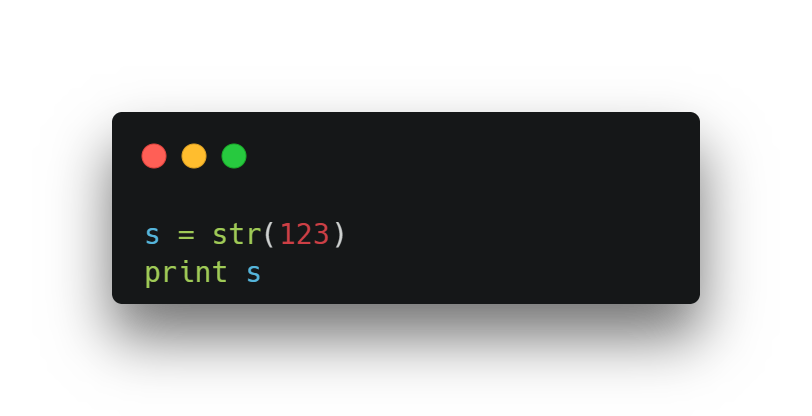 s = str(123)
print s